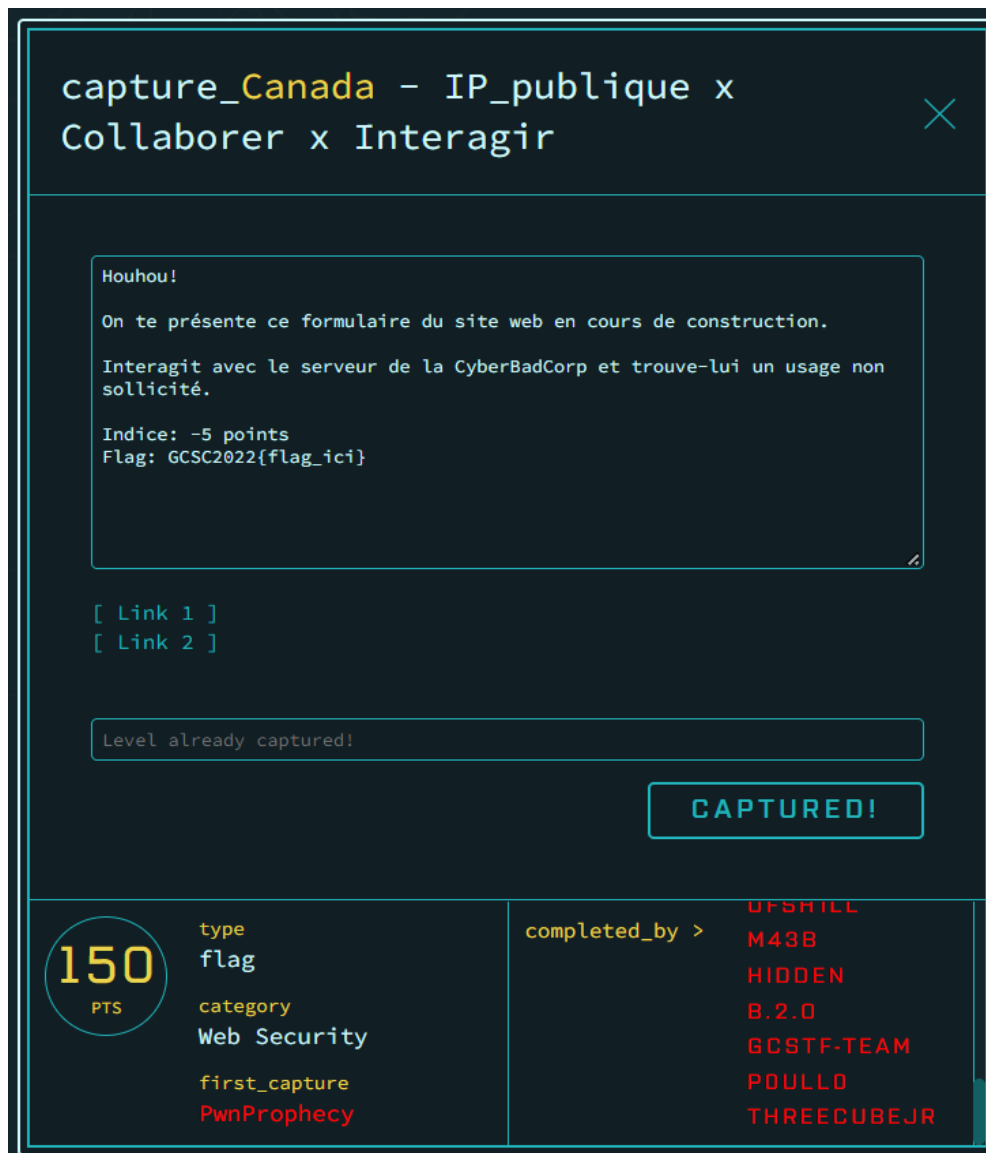 capture_Canada - IP_publique x
Collaborer x Interagir
Houhou!
On te présente ce formulaire du site web en cours de construction.
Interagit avec le serveur de la CyberBadCorp et trouve-lui un usage non
sollicité.
Indice: -5 points
Flag: GCSC2022{flag_ici}
[ Link 1 ]
[ Link 2 ]
Level already captured!
CAPTURED!
150
PTS
type
flag
category
Web Security
first_capture
PwnProphecy
completed_by >
M43B
HIDDEN
B.2.0
GCSTF-TEAM
POULLO
THREECUBEJR